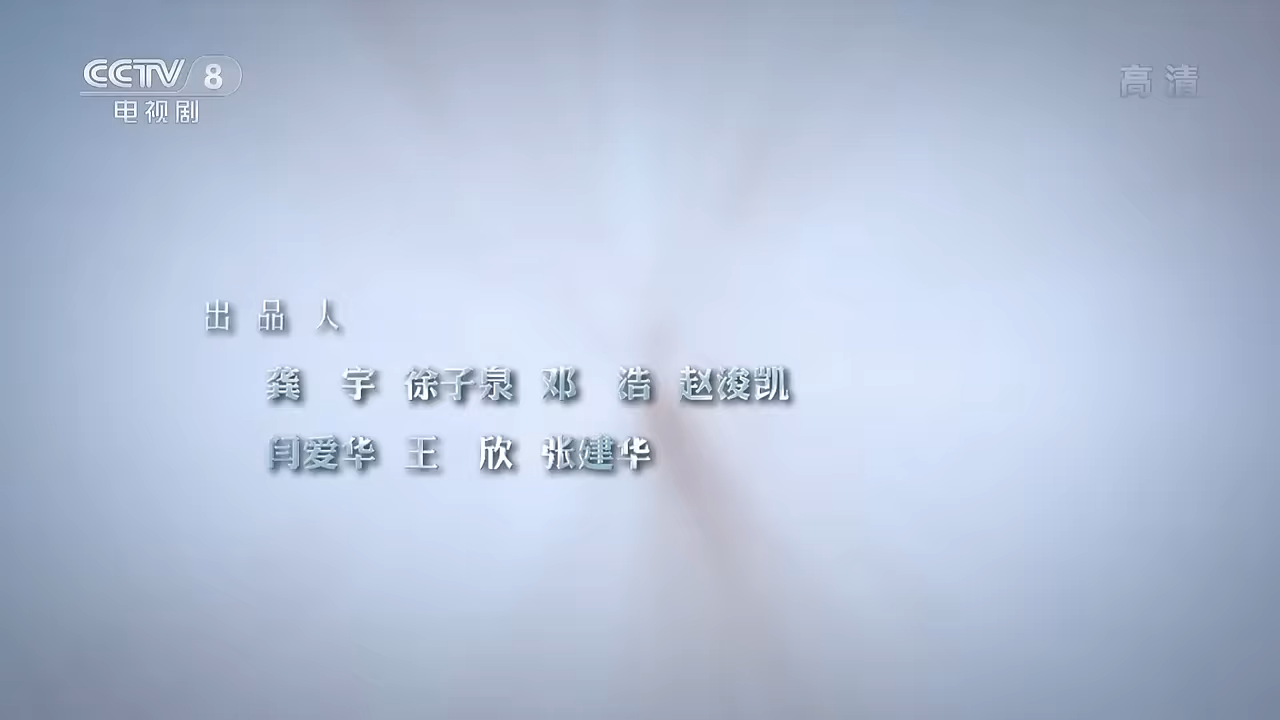 CCTV 8
电视剧
高清
出品人
龚宇 徐子泉 邓浩 赵浚凯
闫爱华 王欣 张建华